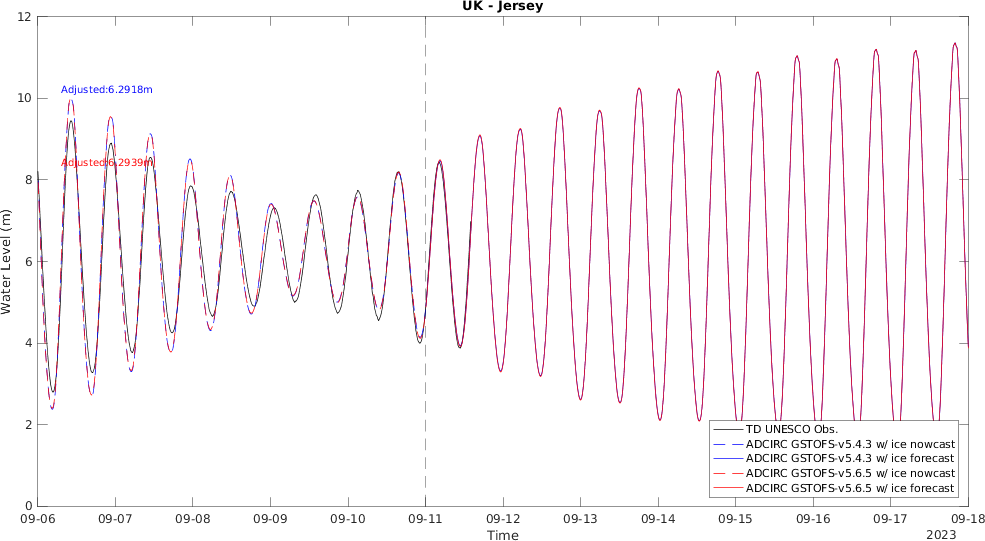 UK - Jersey
12
10
8
6
4
2
0
Water Level (m)
Adjusted:6.2918m
Adjusted:6.2939m
TD UNESCO Obs.
ADCIRC GSTOFS-v5.4.3 w/ ice nowcast
ADCIRC GSTOFS-v5.4.3 w/ ice forecast
ADCIRC GSTOFS-v5.6.5 w/ ice nowcast
ADCIRC GSTOFS-v5.6.5 w/ ice forecast
09-06 09-07 09-08 09-09 09-10 09-11 09-12 09-13 09-14 09-15 09-16 09-17 09-18
Time
2023